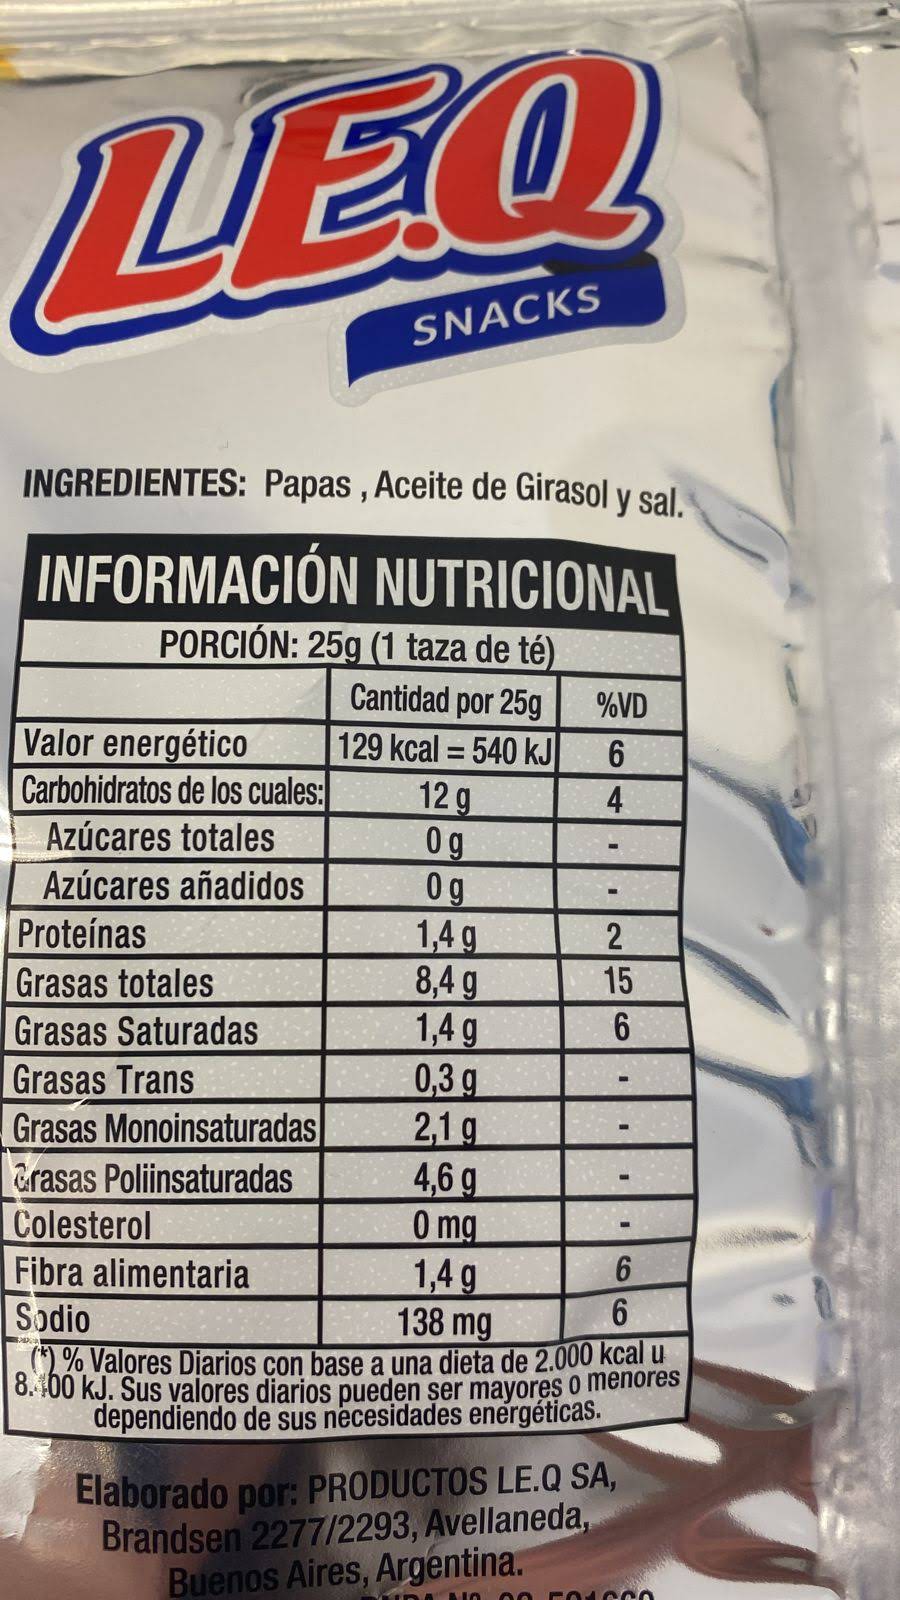 LE.Q
SNACKS
INGREDIENTES: Papas , Aceite de Girasol y sal.
INFORMACIÓN NUTRICIONAL
PORCIÓN: 25g (1 taza de té)
Cantidad por 25g %VD
Valor energético 129 kcal = 540 kJ 6
Carbohidratos de los cuales: 12 g 4
Azúcares totales 0 g -
Azúcares añadidos 0 g -
Proteínas 1,4 g 2
Grasas totales 8,4 g 15
Grasas Saturadas 1,4 g 6
Grasas Trans 0,3 g -
Grasas Monoinsaturadas 2,1 g -
Grasas Poliinsaturadas 4,6 g -
Colesterol 0 mg -
Fibra alimentaria 1,4 g 6
Sodio 138 mg 6
(*) % Valores Diarios con base a una dieta de 2.000 kcal u
8.400 kJ. Sus valores diarios pueden ser mayores o menores
dependiendo de sus necesidades energéticas.
Elaborado por: PRODUCTOS LE.Q SA,
Brandsen 2277/2293, Avellaneda,
Buenos Aires, Argentina.